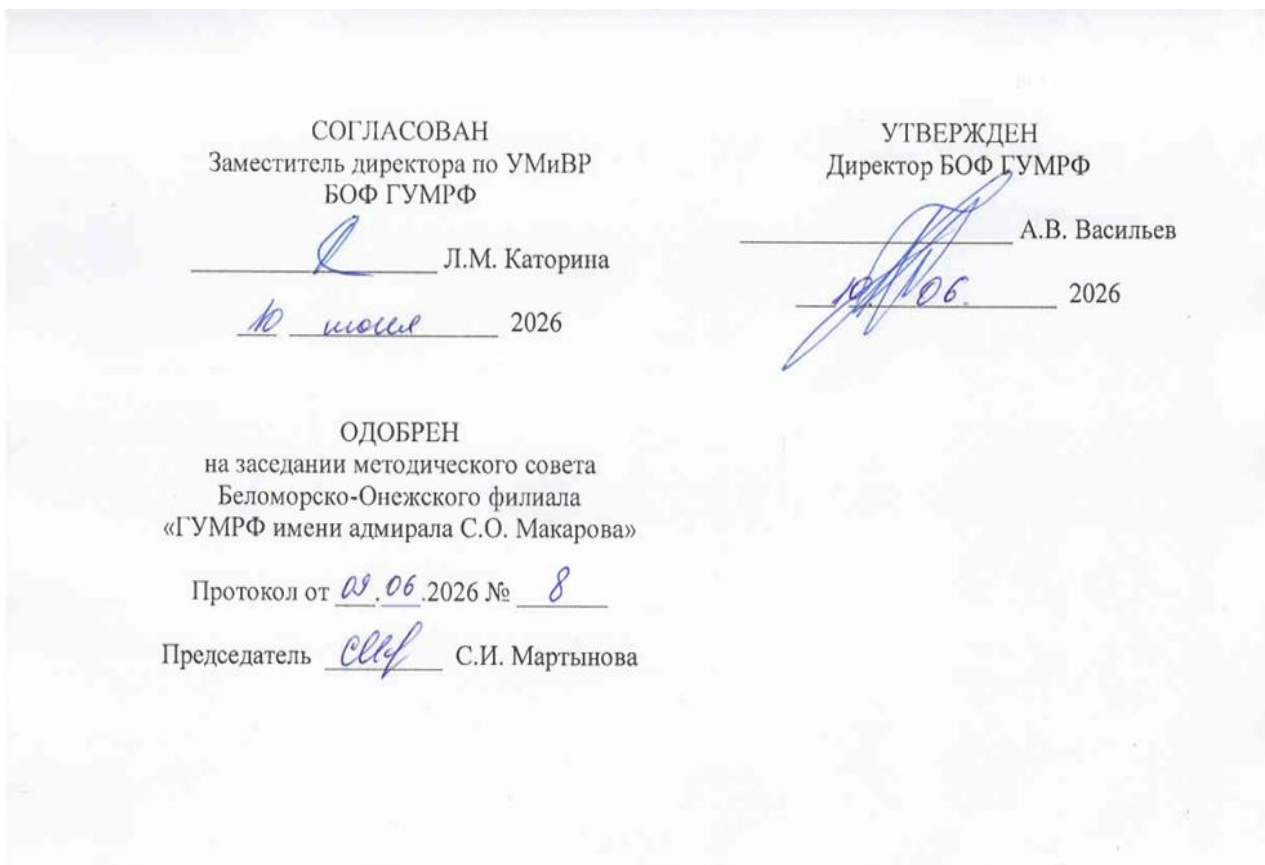 СОГЛАСОВАН
Заместитель директора по УМиВР
БОФ ГУМРФ
Л.М. Каторина
10 июня 2026
УТВЕРЖДЕН
Директор БОФ ГУМРФ
А.В. Васильев
10. 06. 2026
ОДОБРЕН
на заседании методического совета
Беломорско-Онежского филиала
«ГУМРФ имени адмирала С.О. Макарова»
Протокол от 09.06.2026 № 8
Председатель С.И. Мартынова